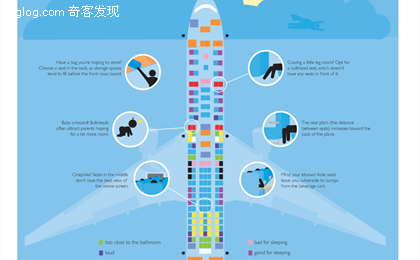 glog.com 奇客发现
Have a bag you're hoping to store?
Choose a seat in the back, as storage spaces
tend to fill before the front rows board.
Craving a little leg room? Opt for
a bulkhead seat, which doesn't
have any seats in front of it.
Baby onboard! Bulkheads
often attract parents hoping
for a bit more room.
The seat pitch (the distance
between seats) increases toward the
plane.
Cinephile? Seats in the middle
don't have the best view of
the movie screen.
Mind your elbows! Aisle seats
leave you vulnerable to bumps
from the beverage cart.
too close to the bathroom
loud
bad for sleeping
good for sleeping